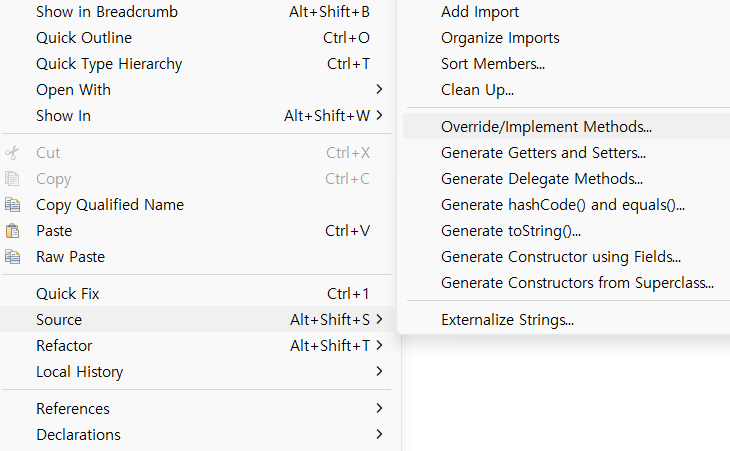 Show in Breadcrumb Alt+Shift+B
Quick Outline Ctrl+O
Quick Type Hierarchy Ctrl+T
Open With
Show In Alt+Shift+W
Cut Ctrl+X
Copy Ctrl+C
Copy Qualified Name
Paste Ctrl+V
Raw Paste
Quick Fix Ctrl+1
Source Alt+Shift+S
Refactor Alt+Shift+T
Local History
References
Declarations
Add Import
Organize Imports
Sort Members...
Clean Up...
Override/Implement Methods...
Generate Getters and Setters...
Generate Delegate Methods...
Generate hashCode() and equals()...
Generate toString()...
Generate Constructor using Fields...
Generate Constructors from Superclass...
Externalize Strings...